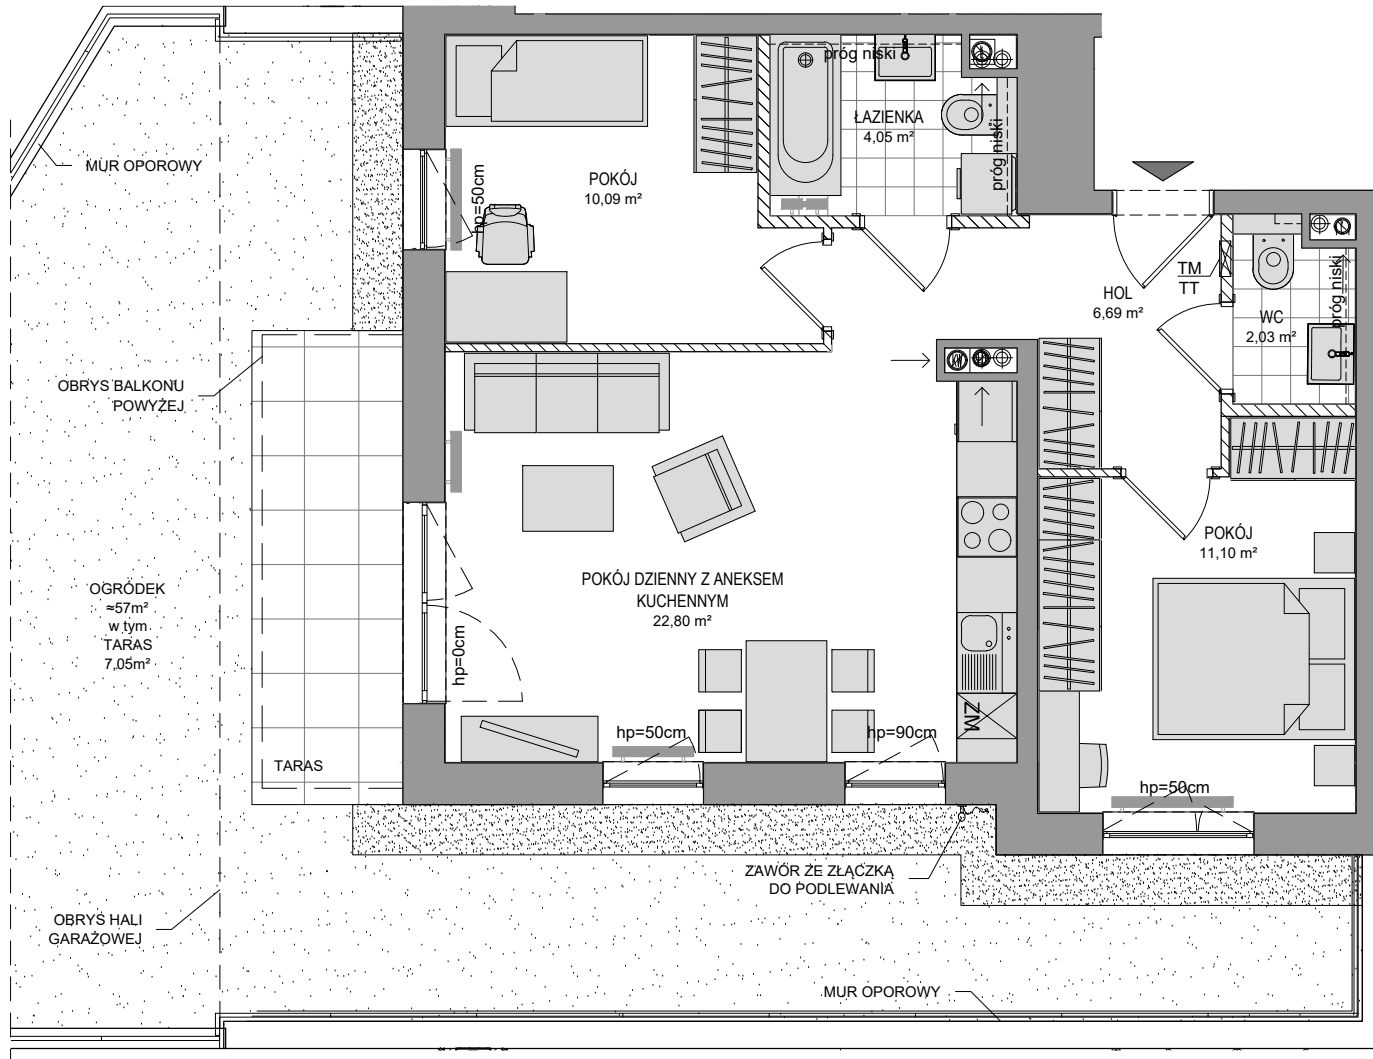 próg niski
ŁAZIENKA
4,05 m²
próg niski
MUR OPOROWY
POKÓJ
10,09 m²
hp=50cm
TM
TT
HOL
6,69 m²
WC
2,03 m²
próg niski
OBRYS BALKONU
POWYŻEJ
POKÓJ
11,10 m²
POKÓJ DZIENNY Z ANEKSEM
KUCHENNYM
22,80 m²
OGRÓDEK
≈57m²
w tym
TARAS
7,05m²
hp=0cm
ZM
hp=50cm
hp=90cm
TARAS
hp=50cm
ZAWÓR ZE ZŁĄCZKĄ
DO PODLEWANIA
OBRYS HALI
GARAŻOWEJ
MUR OPOROWY